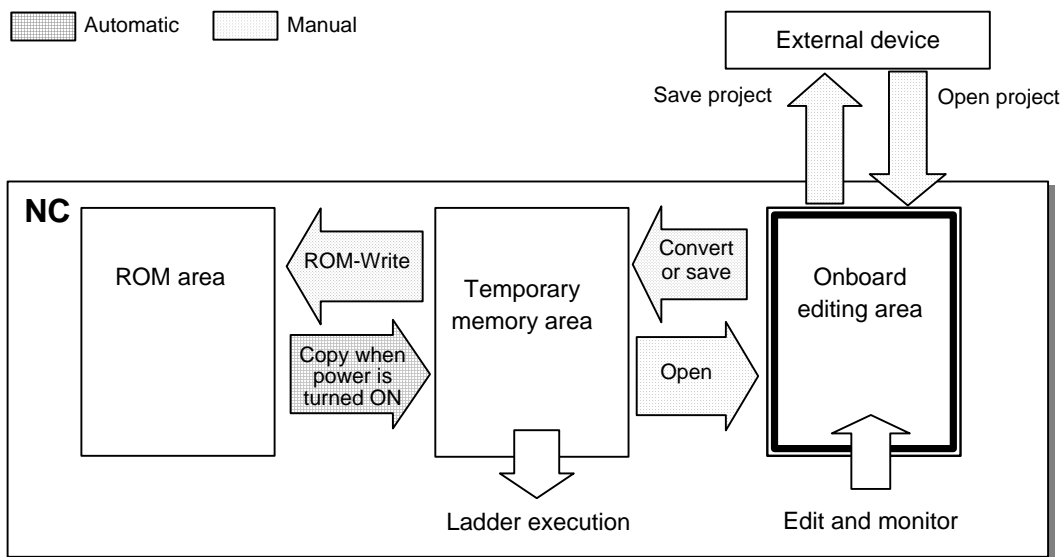 Automatic
Manual
External device
Save project
Open project
NC
ROM area
ROM-Write
Temporary
memory area
Convert
or save
Onboard
editing area
Copy when
power is
turned ON
Open
Ladder execution
Edit and monitor